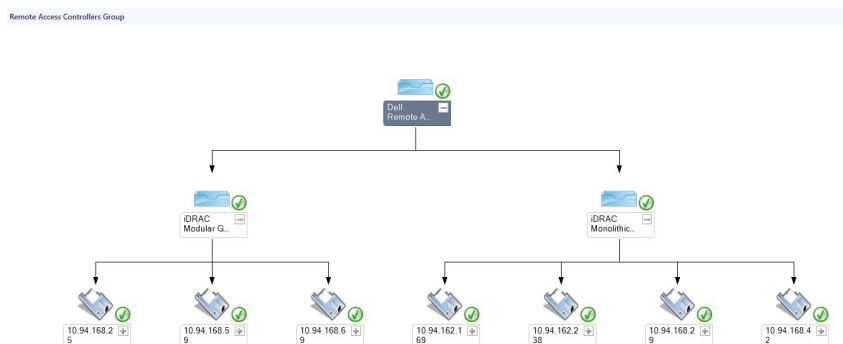 Remote Access Controllers Group
Dell
Remote A..
iDRAC
Modular G..
iDRAC
Monolithic..
10.94.168.2
5
10.94.168.5
9
10.94.168.6
9
10.94.162.1
69
10.94.162.2
38
10.94.168.2
9
10.94.168.4
2